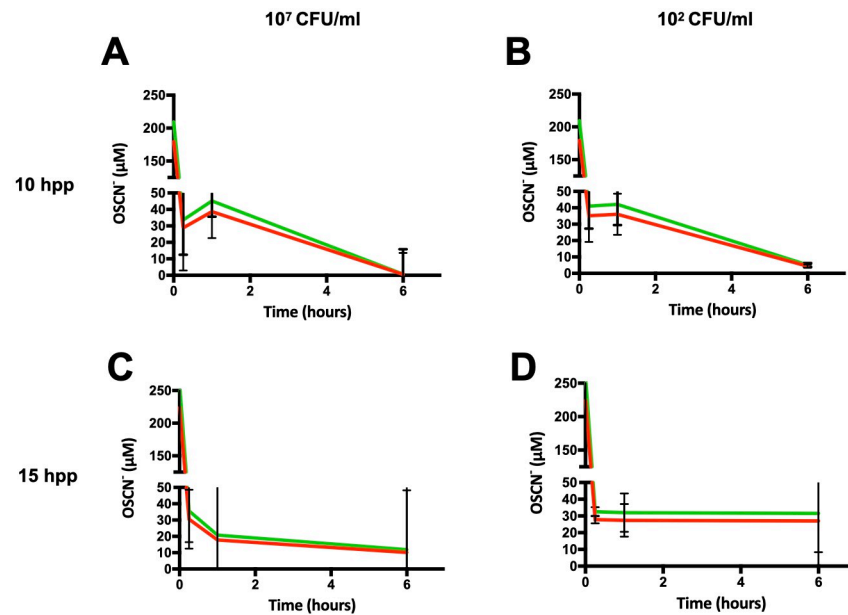 10⁷ CFU/ml
10² CFU/ml
A
B
10 hpp
OSCN⁻ (µM)
250
200
150
50
40
30
20
10
0
0 2 4 6
Time (hours)
OSCN⁻ (µM)
250
200
150
50
40
30
20
10
0
0 2 4 6
Time (hours)
C
D
15 hpp
OSCN⁻ (µM)
250
200
150
50
40
30
20
10
0
0 2 4 6
Time (hours)
OSCN⁻ (µM)
250
200
150
50
40
30
20
10
0
0 2 4 6
Time (hours)